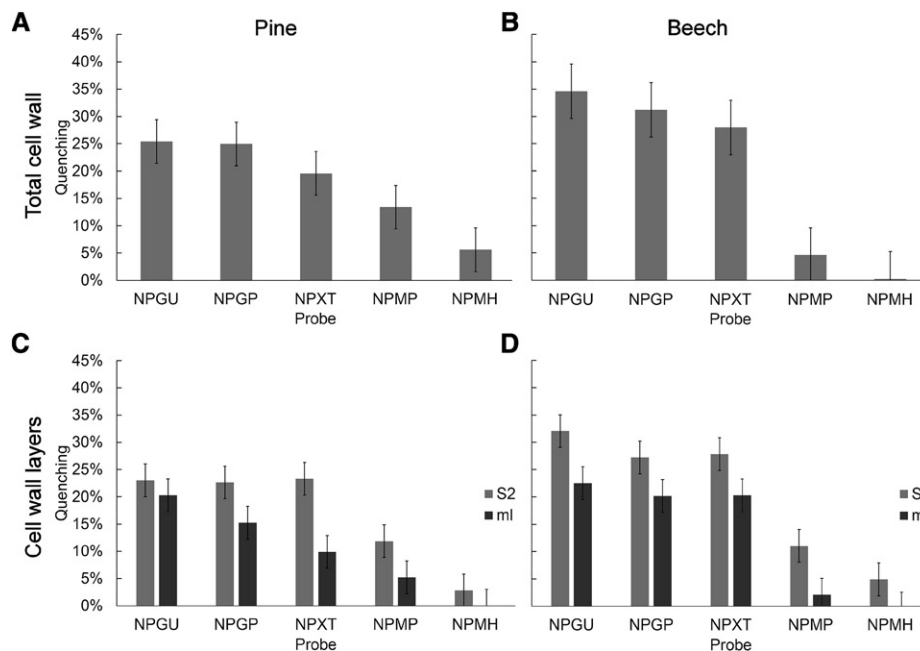 A
Pine
B
Beech
Total cell wall
Quenching
45%
40%
35%
30%
25%
20%
15%
10%
5%
0%
NPGU NPGP NPXT NPMP NPMH
Probe
NPGU NPGP NPXT NPMP NPMH
Probe
C
D
Cell wall layers
Quenching
45%
40%
35%
30%
25%
20%
15%
10%
5%
0%
S2
ml
S
m
NPGU NPGP NPXT NPMP NPMH
Probe
NPGU NPGP NPXT NPMP NPMH
Probe